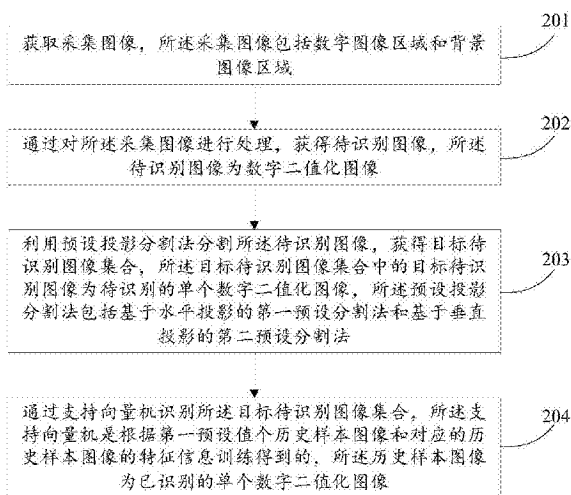 获取采集图像，所述采集图像包括数字图像区域和背景
图像区域
201
通过对所述采集图像进行处理，获得待识别图像，所述
待识别图像为数字二值化图像
202
利用预设投影分割法分割所述待识别图像，获得目标待
识别图像集合，所述目标待识别图像集合中的目标待识
别图像为待识别的单个数字二值化图像，所述预设投影
分割法包括基于水平投影的第一预设分割法和基于垂直
投影的第二预设分割法
203
通过支持向量机识别所述目标待识别图像集合，所述支
持向量机是根据第一预设值个历史样本图像和对应的历
史样本图像的特征信息训练得到的，所述历史样本图像
为已识别的单个数字二值化图像
204